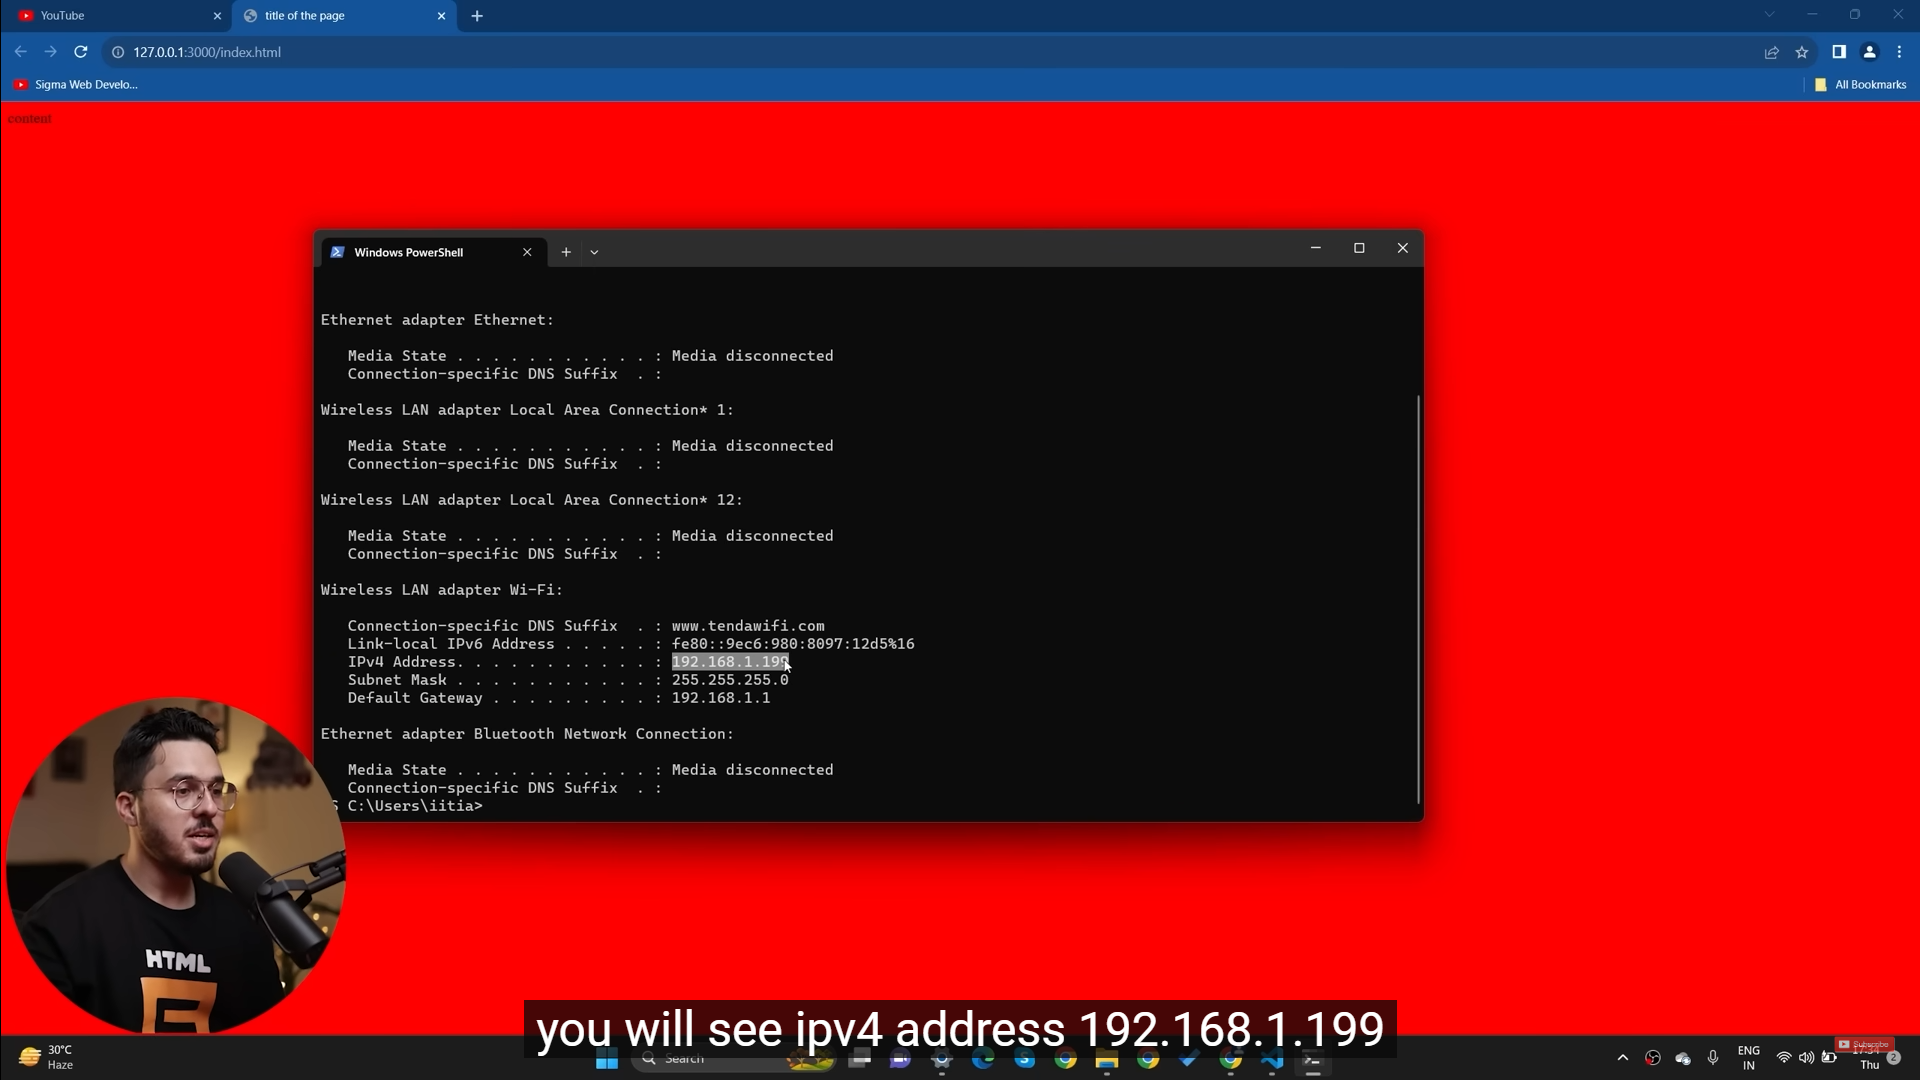 YouTube
title of the page
127.0.0.1:3000/index.html
Sigma Web Develo...
All Bookmarks
content
Windows PowerShell
Ethernet adapter Ethernet:
Media State . . . . . . . . . . . : Media disconnected
Connection-specific DNS Suffix  . :
Wireless LAN adapter Local Area Connection* 1:
Media State . . . . . . . . . . . : Media disconnected
Connection-specific DNS Suffix  . :
Wireless LAN adapter Local Area Connection* 12:
Media State . . . . . . . . . . . : Media disconnected
Connection-specific DNS Suffix  . :
Wireless LAN adapter Wi-Fi:
Connection-specific DNS Suffix  . : www.tendawifi.com
Link-local IPv6 Address . . . . . : fe80::9ec6:980:8097:12d5%16
IPv4 Address. . . . . . . . . . . : 192.168.1.199
Subnet Mask . . . . . . . . . . . : 255.255.255.0
Default Gateway . . . . . . . . . : 192.168.1.1
Ethernet adapter Bluetooth Network Connection:
Media State . . . . . . . . . . . : Media disconnected
Connection-specific DNS Suffix  . :
C:\Users\iitia>
HTML
you will see ipv4 address 192.168.1.199
30°C
Haze
Search
ENG
IN
Subscribe
Thu
2